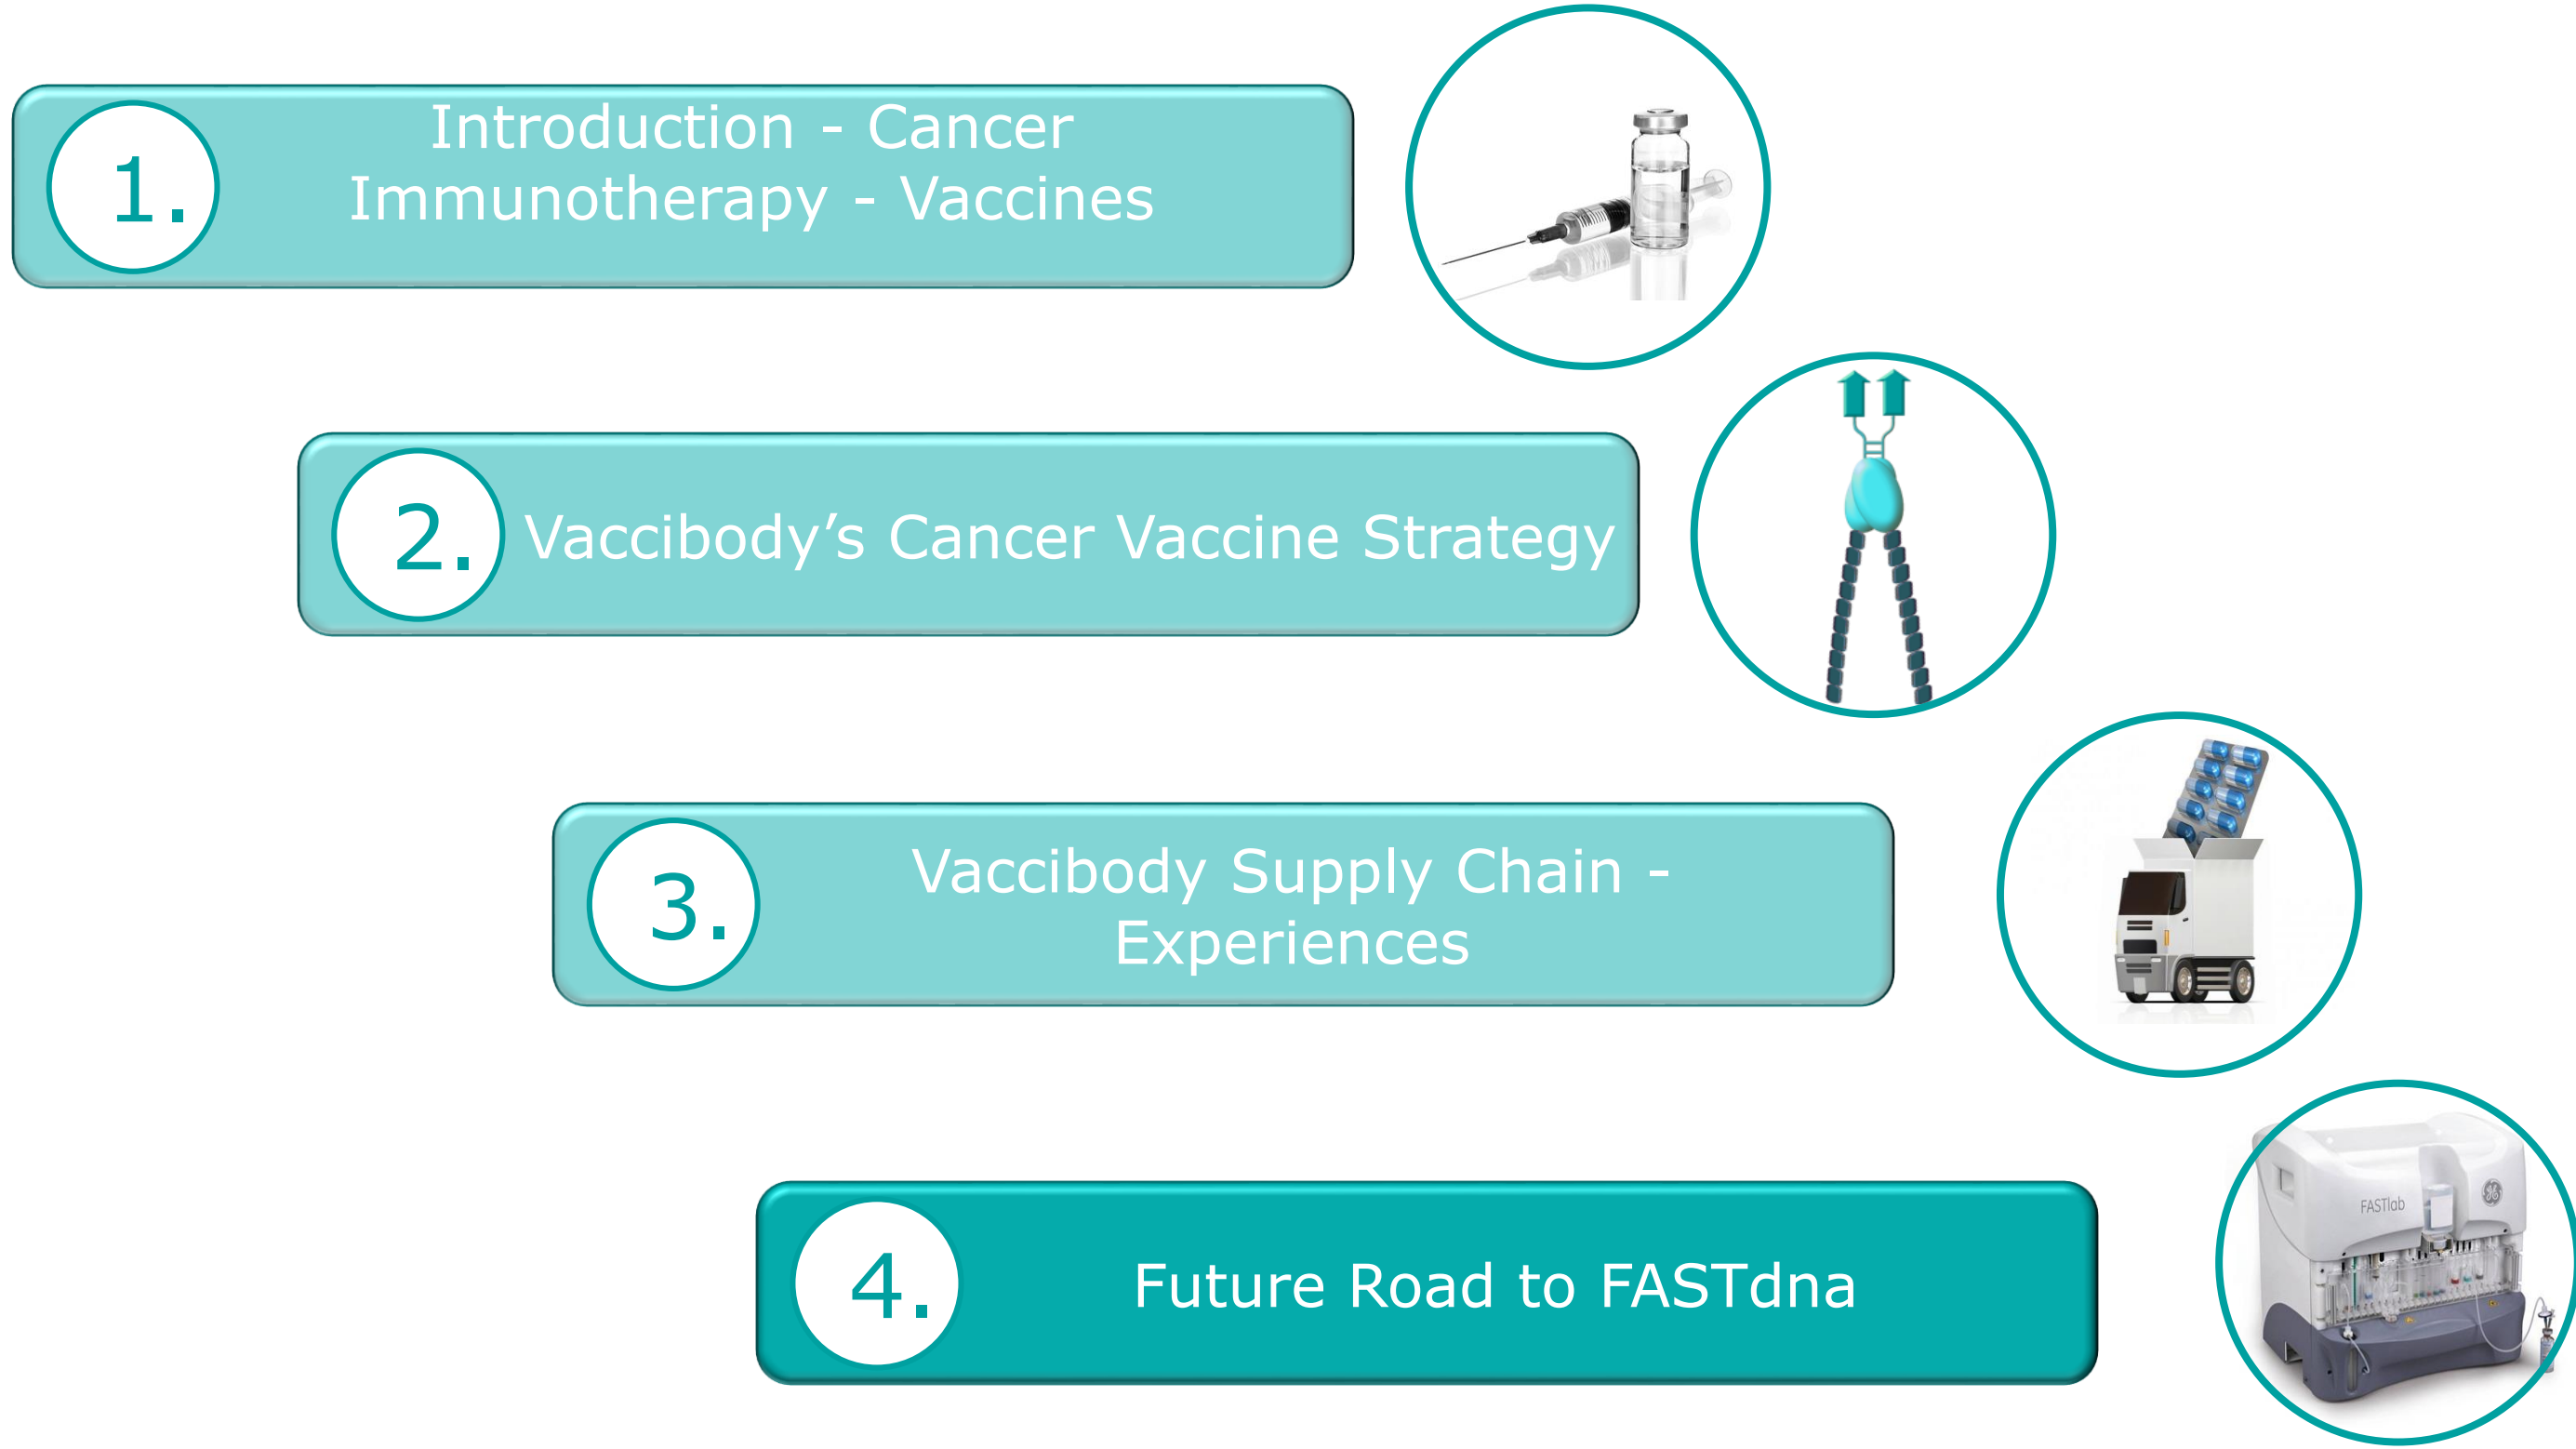 1.
Introduction - Cancer
Immunotherapy - Vaccines
2.
Vaccibody’s Cancer Vaccine Strategy
3.
Vaccibody Supply Chain -
Experiences
4.
Future Road to FASTdna
FASTlab